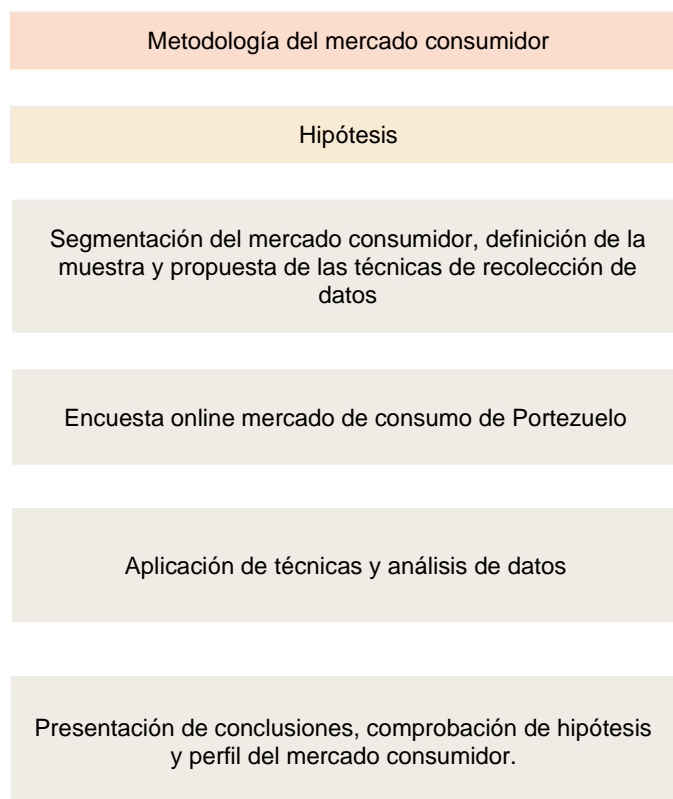 Metodología del mercado consumidor
Hipótesis
Segmentación del mercado consumidor, definición de la
muestra y propuesta de las técnicas de recolección de
datos
Encuesta online mercado de consumo de Portezuelo
Aplicación de técnicas y análisis de datos
Presentación de conclusiones, comprobación de hipótesis
y perfil del mercado consumidor.